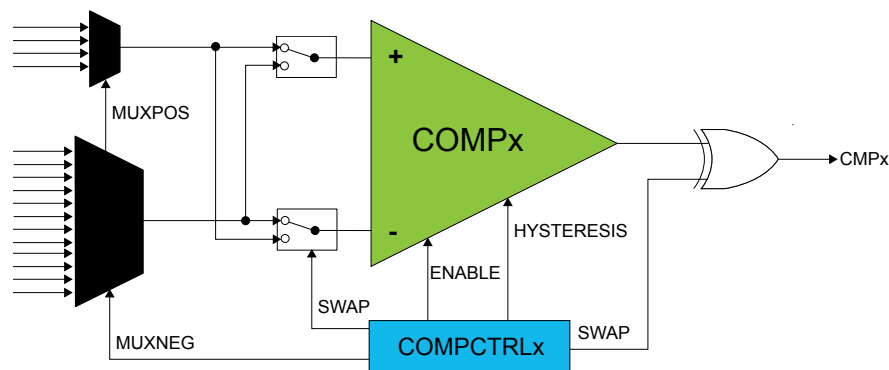 MUXPOS
+
COMPx
CMPx
-
HYSTERESIS
ENABLE
SWAP
SWAP
MUXNEG
COMPCTRLx